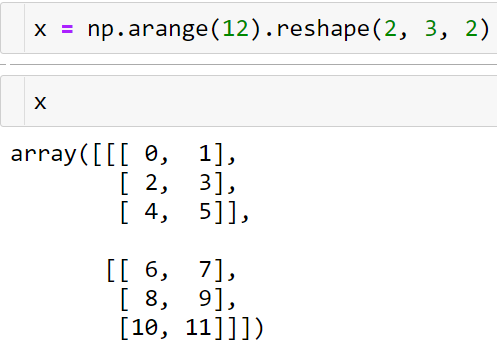 x = np.arange(12).reshape(2, 3, 2)
x
array([[[ 0,  1],
        [ 2,  3],
        [ 4,  5]],

       [[ 6,  7],
        [ 8,  9],
        [10, 11]]])